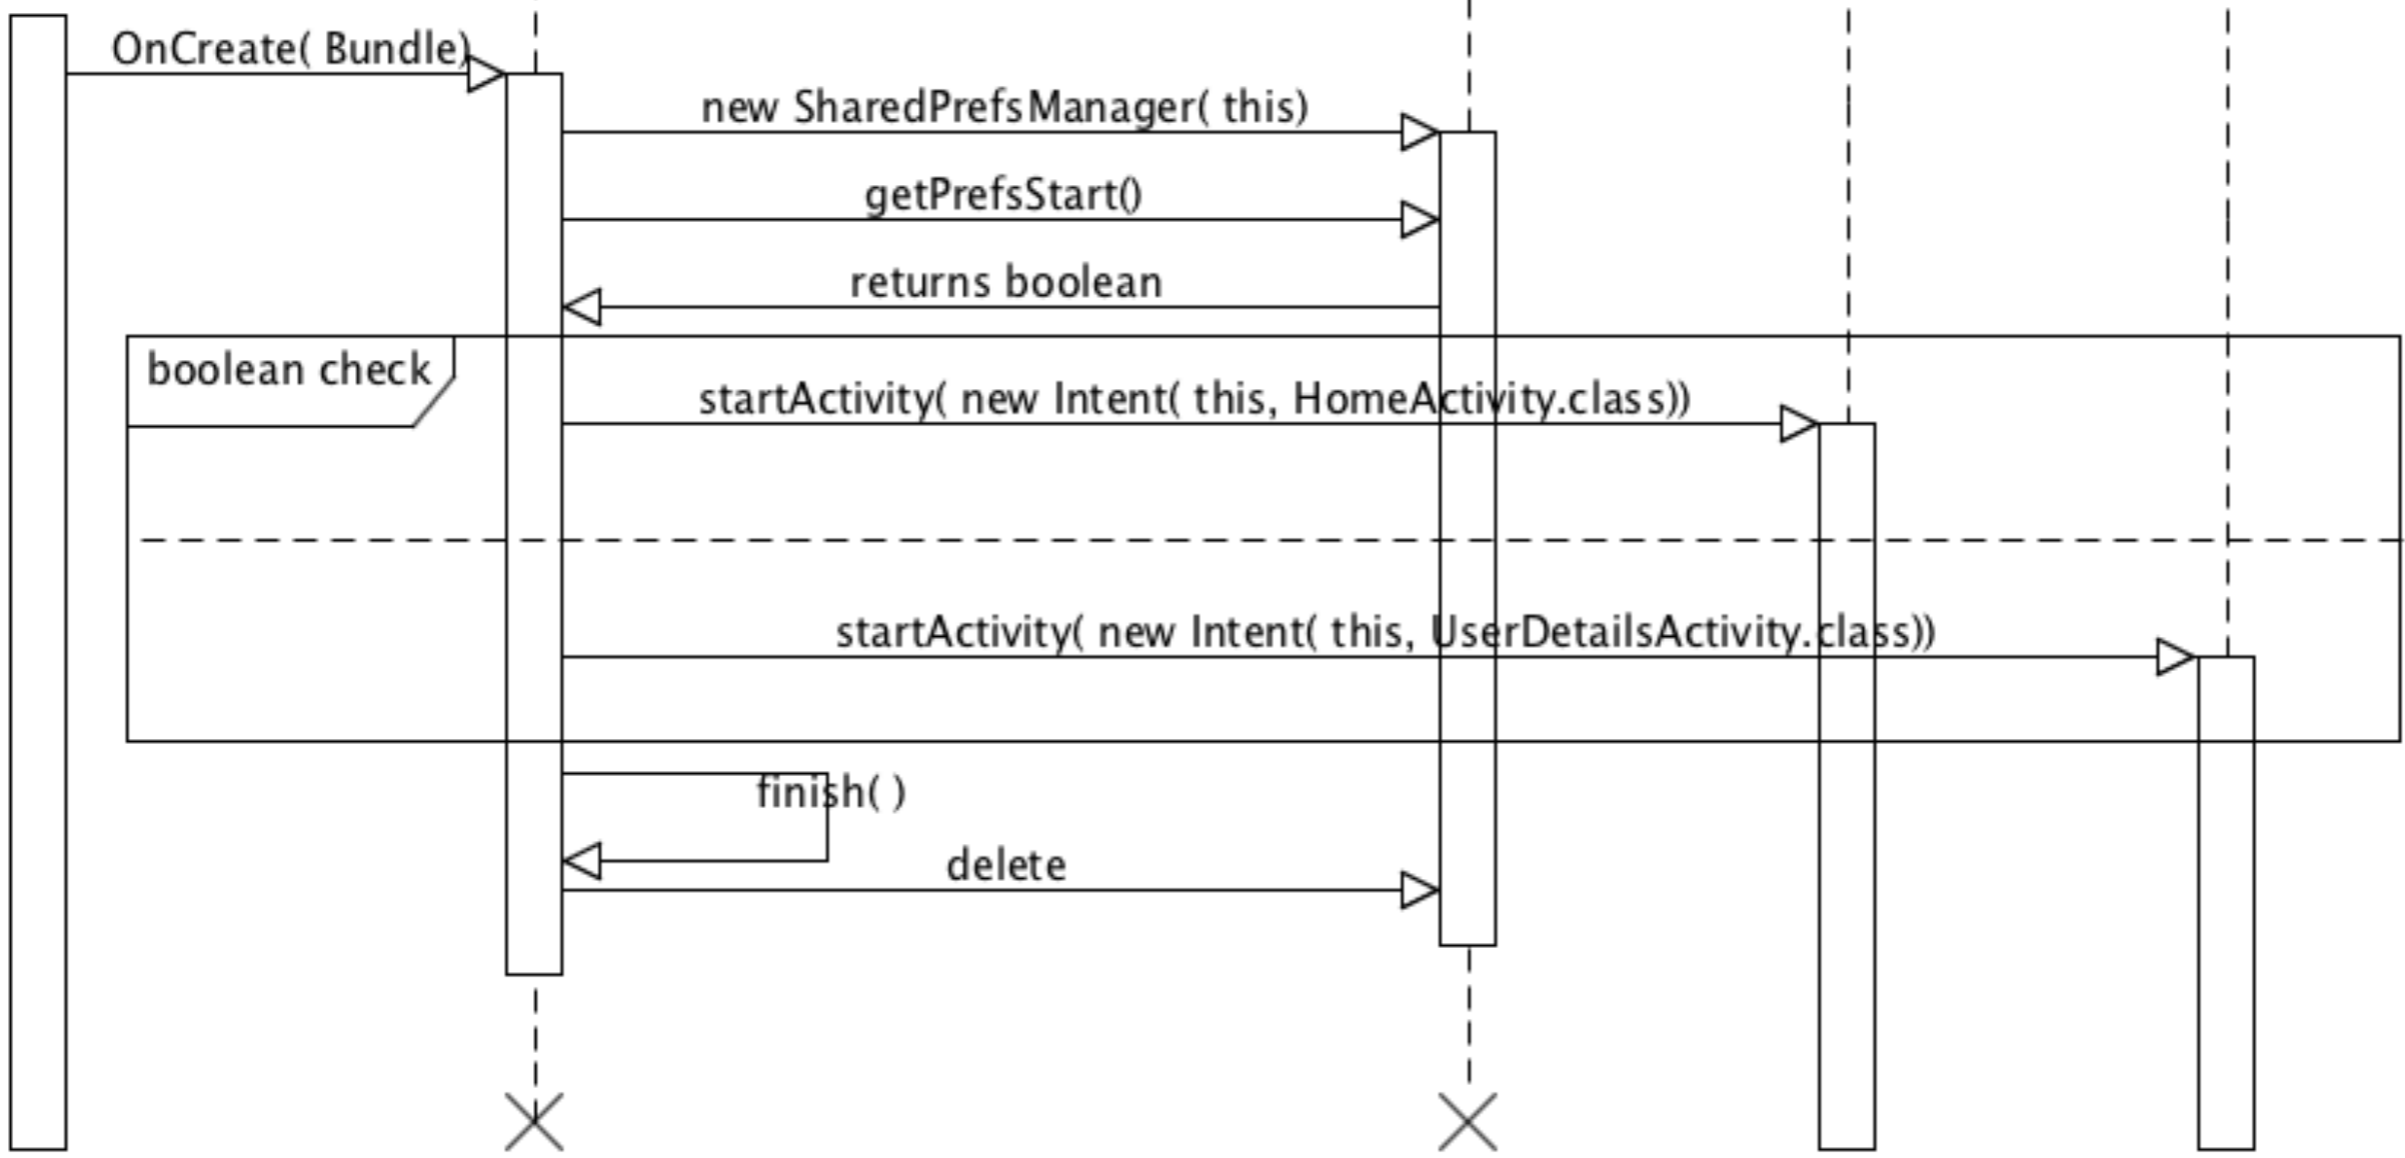 OnCreate( Bundle)
new SharedPrefsManager( this)
getPrefsStart()
returns boolean
boolean check
startActivity( new Intent( this, HomeActivity.class))
startActivity( new Intent( this, UserDetailsActivity.class))
finish( )
delete